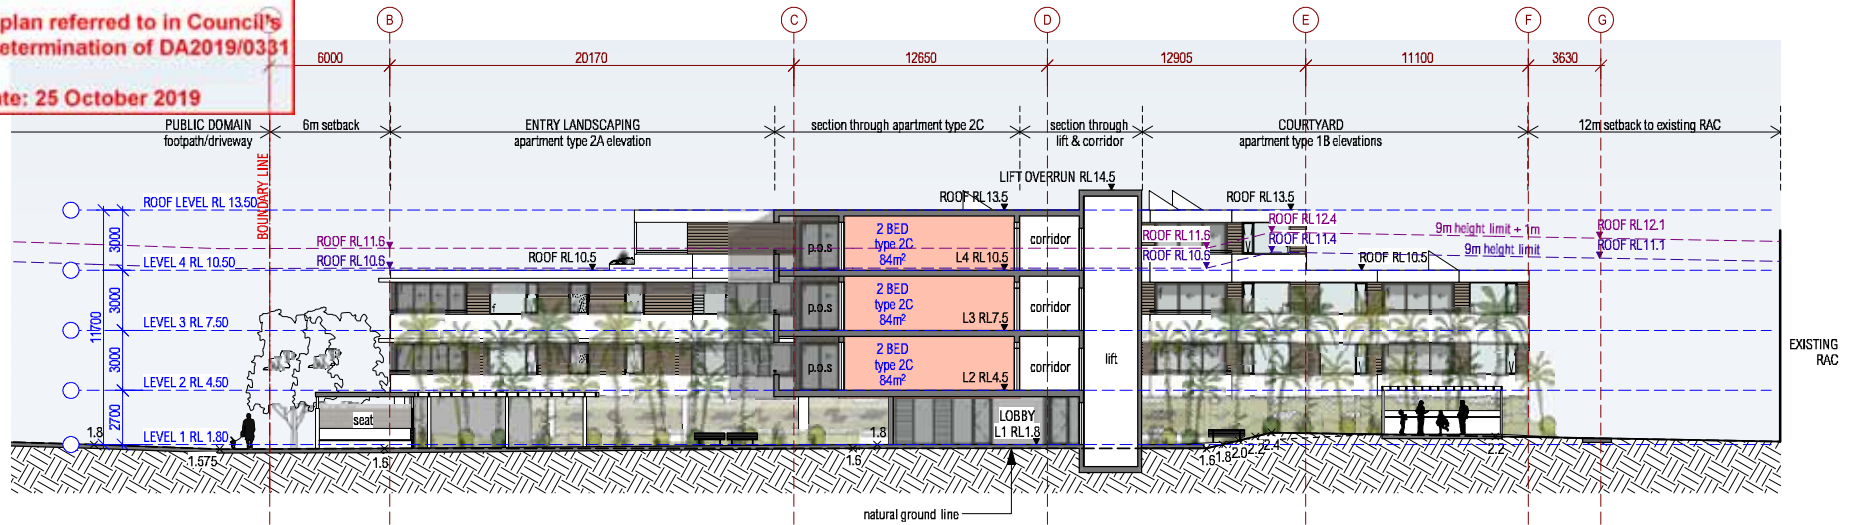 plan referred to in Council's
etermination of DA2019/0331
te: 25 October 2019
B
C
D
E
F
G
6000
20170
12650
12905
11100
3630
PUBLIC DOMAIN
footpath/driveway
6m setback
ENTRY LANDSCAPING
apartment type 2A elevation
section through apartment type 2C
section through
lift & corridor
COURTYARD
apartment type 1B elevations
12m setback to existing RAC
BOUNDARY LINE
LIFT OVERRUN RL14.5
ROOF LEVEL RL 13.50
ROOF RL13.5
ROOF RL13.5
ROOF RL12.4
ROOF RL12.1
9m height limit + 1m
ROOF RL11.6
ROOF RL11.6
ROOF RL11.4
ROOF RL11.1
9m height limit
LEVEL 4 RL 10.50
ROOF RL10.6
ROOF RL10.5
ROOF RL10.5
3000
p.o.s
2 BED
type 2C
84m²
L4 RL10.5
corridor
3000
11700
LEVEL 3 RL 7.50
p.o.s
2 BED
type 2C
84m²
L3 RL7.5
corridor
3000
LEVEL 2 RL 4.50
p.o.s
2 BED
type 2C
84m²
L2 RL4.5
corridor
lift
EXISTING
RAC
2700
LEVEL 1 RL 1.80
seat
LOBBY
L1 RL1.8
1.8
1.575
1.6
1.6
1.8
1.6
1.8
2.0
2.2
2.4
2.2
natural ground line